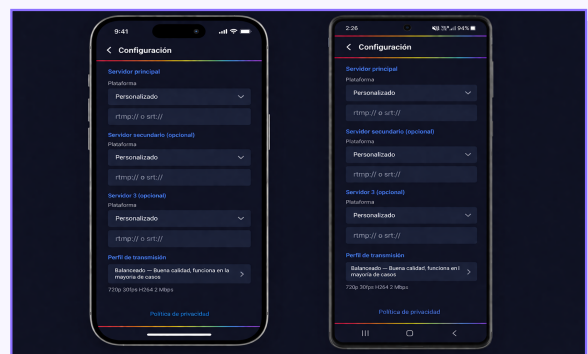 9:41
Configuración
Servidor principal
Plataforma
Personalizado
rtmp:// o srt://
Servidor secundario (opcional)
Plataforma
Personalizado
rtmp:// o srt://
Servidor 3 (opcional)
Plataforma
Personalizado
rtmp:// o srt://
Perfil de transmisión
Balanceado — Buena calidad, funciona en la
mayoría de casos
720p 30fps H264 2 Mbps
Política de privacidad
2:26
94%
Configuración
Servidor principal
Plataforma
Personalizado
rtmp:// o srt://
Servidor secundario (opcional)
Plataforma
Personalizado
rtmp:// o srt://
Servidor 3 (opcional)
Plataforma
Personalizado
rtmp:// o srt://
Perfil de transmisión
Balanceado — Buena calidad, funciona en l
mayoría de casos
720p 30fps H264 2 Mbps
Política de privacidad